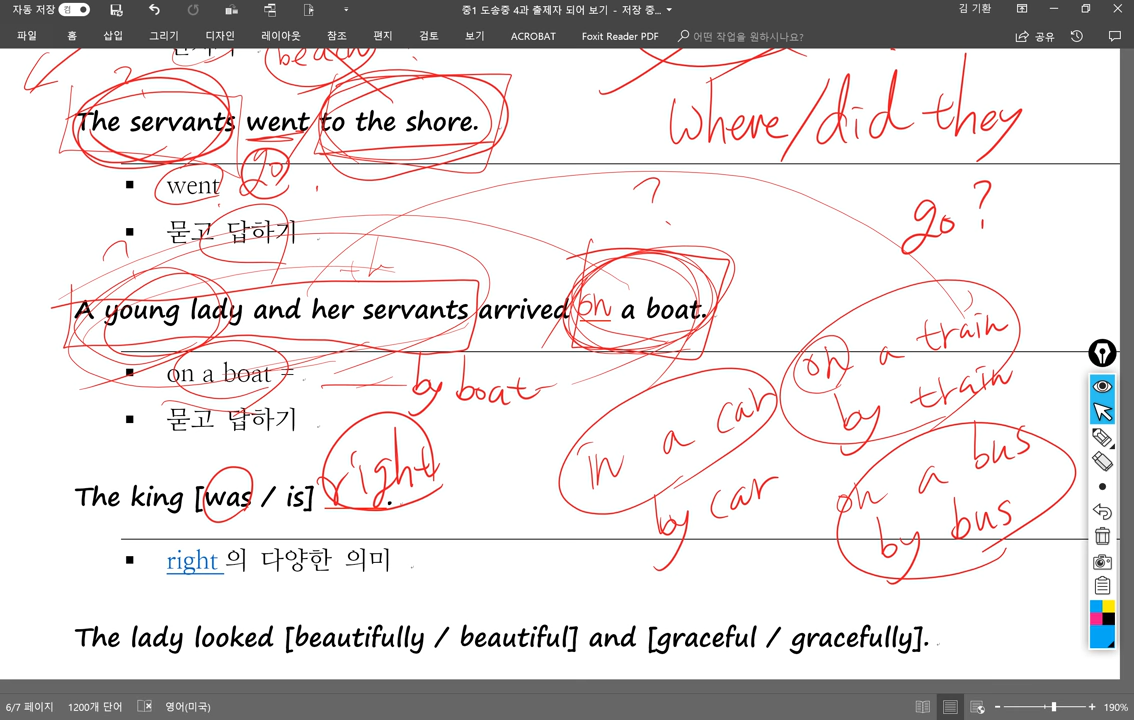 자동 저장 컴 중1 도송중 4과 출제자 되어 보기 - 저장 중... 김 기환
파일 홈 삽입 그리기 디자인 레이아웃 참조 편지 검토 보기 ACROBAT Foxit Reader PDF 어떤 작업을 원하시나요? 공유
beach
The servants went to the shore.
where/did they
go?
went go
묻고 답하기
A young lady and her servants arrived on a boat.
on a boat = by boat
on a train
by train
묻고 답하기
in a car
by car
on a bus
by bus
The king [was / is] right.
right 의 다양한 의미
The lady looked [beautifully / beautiful] and [graceful / gracefully].
6/7 페이지 1200개 단어 영어(미국) 190%